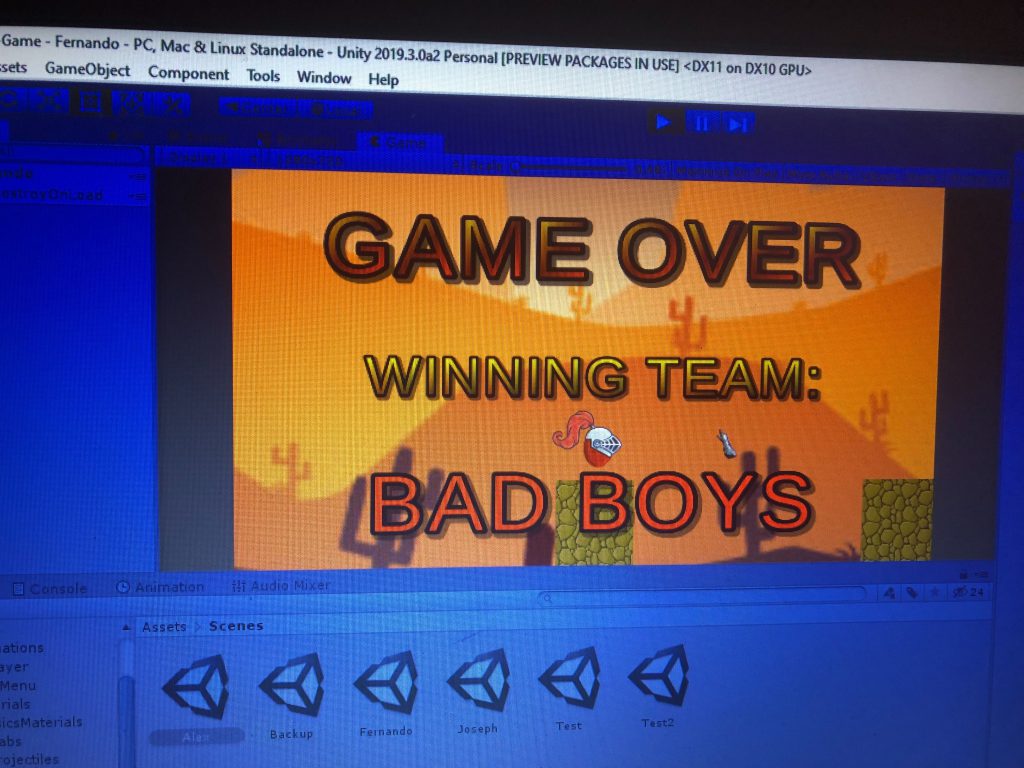 Game - Fernando - PC, Mac & Linux Standalone - Unity 2019.3.0a2 Personal [PREVIEW PACKAGES IN USE] <DX11 on DX10 GPU>
ssets GameObject Component Tools Window Help
Game
ando
estroyOnLoad
GAME OVER
WINNING TEAM:
BAD BOYS
Console Animation Audio Mixer
24
Assets Scenes
ations
ayer
Menu
rials
sicsMaterials
abs
rojectiles
Alex Backup Fernando Joseph Test Test2